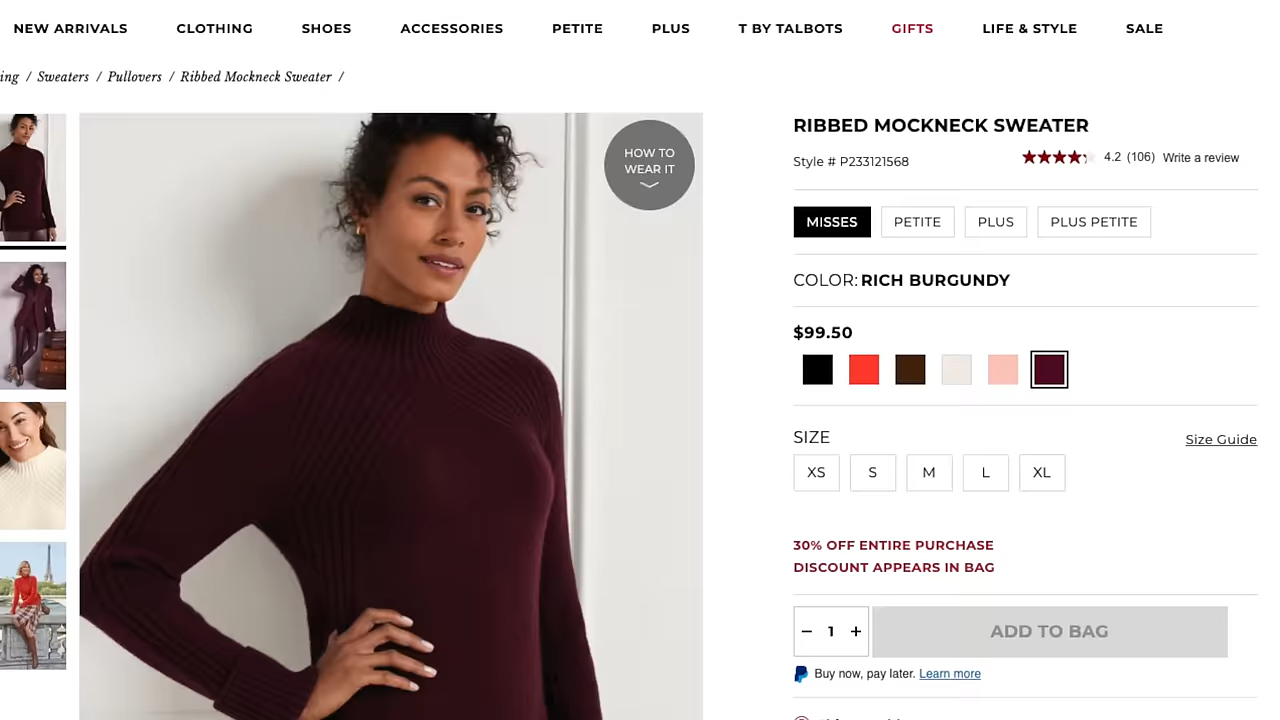 NEW ARRIVALS CLOTHING SHOES ACCESSORIES PETITE PLUS T BY TALBOTS GIFTS LIFE & STYLE SALE
ing / Sweaters / Pullovers / Ribbed Mockneck Sweater /
HOW TO
WEAR IT
RIBBED MOCKNECK SWEATER
Style # P233121568 4.2 (106) Write a review
MISSES PETITE PLUS PLUS PETITE
COLOR: RICH BURGUNDY
$99.50
SIZE Size Guide
XS S M L XL
30% OFF ENTIRE PURCHASE
DISCOUNT APPEARS IN BAG
− 1 + ADD TO BAG
Buy now, pay later. Learn more